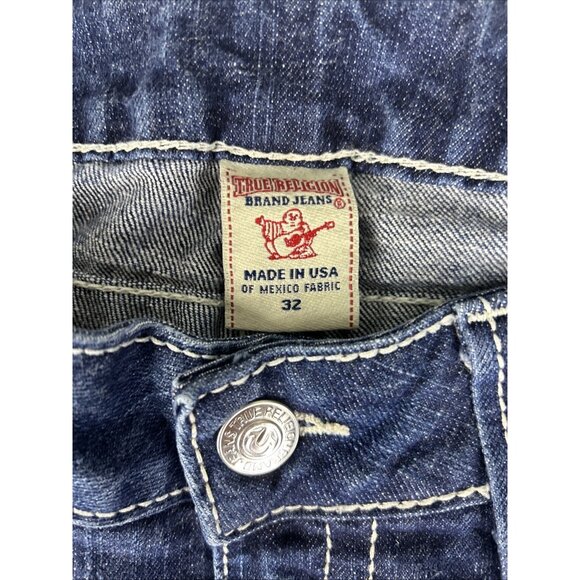 TRUE RELIGION
BRAND JEANS®
MADE IN USA
OF MEXICO FABRIC
32
TRUE RELIGION